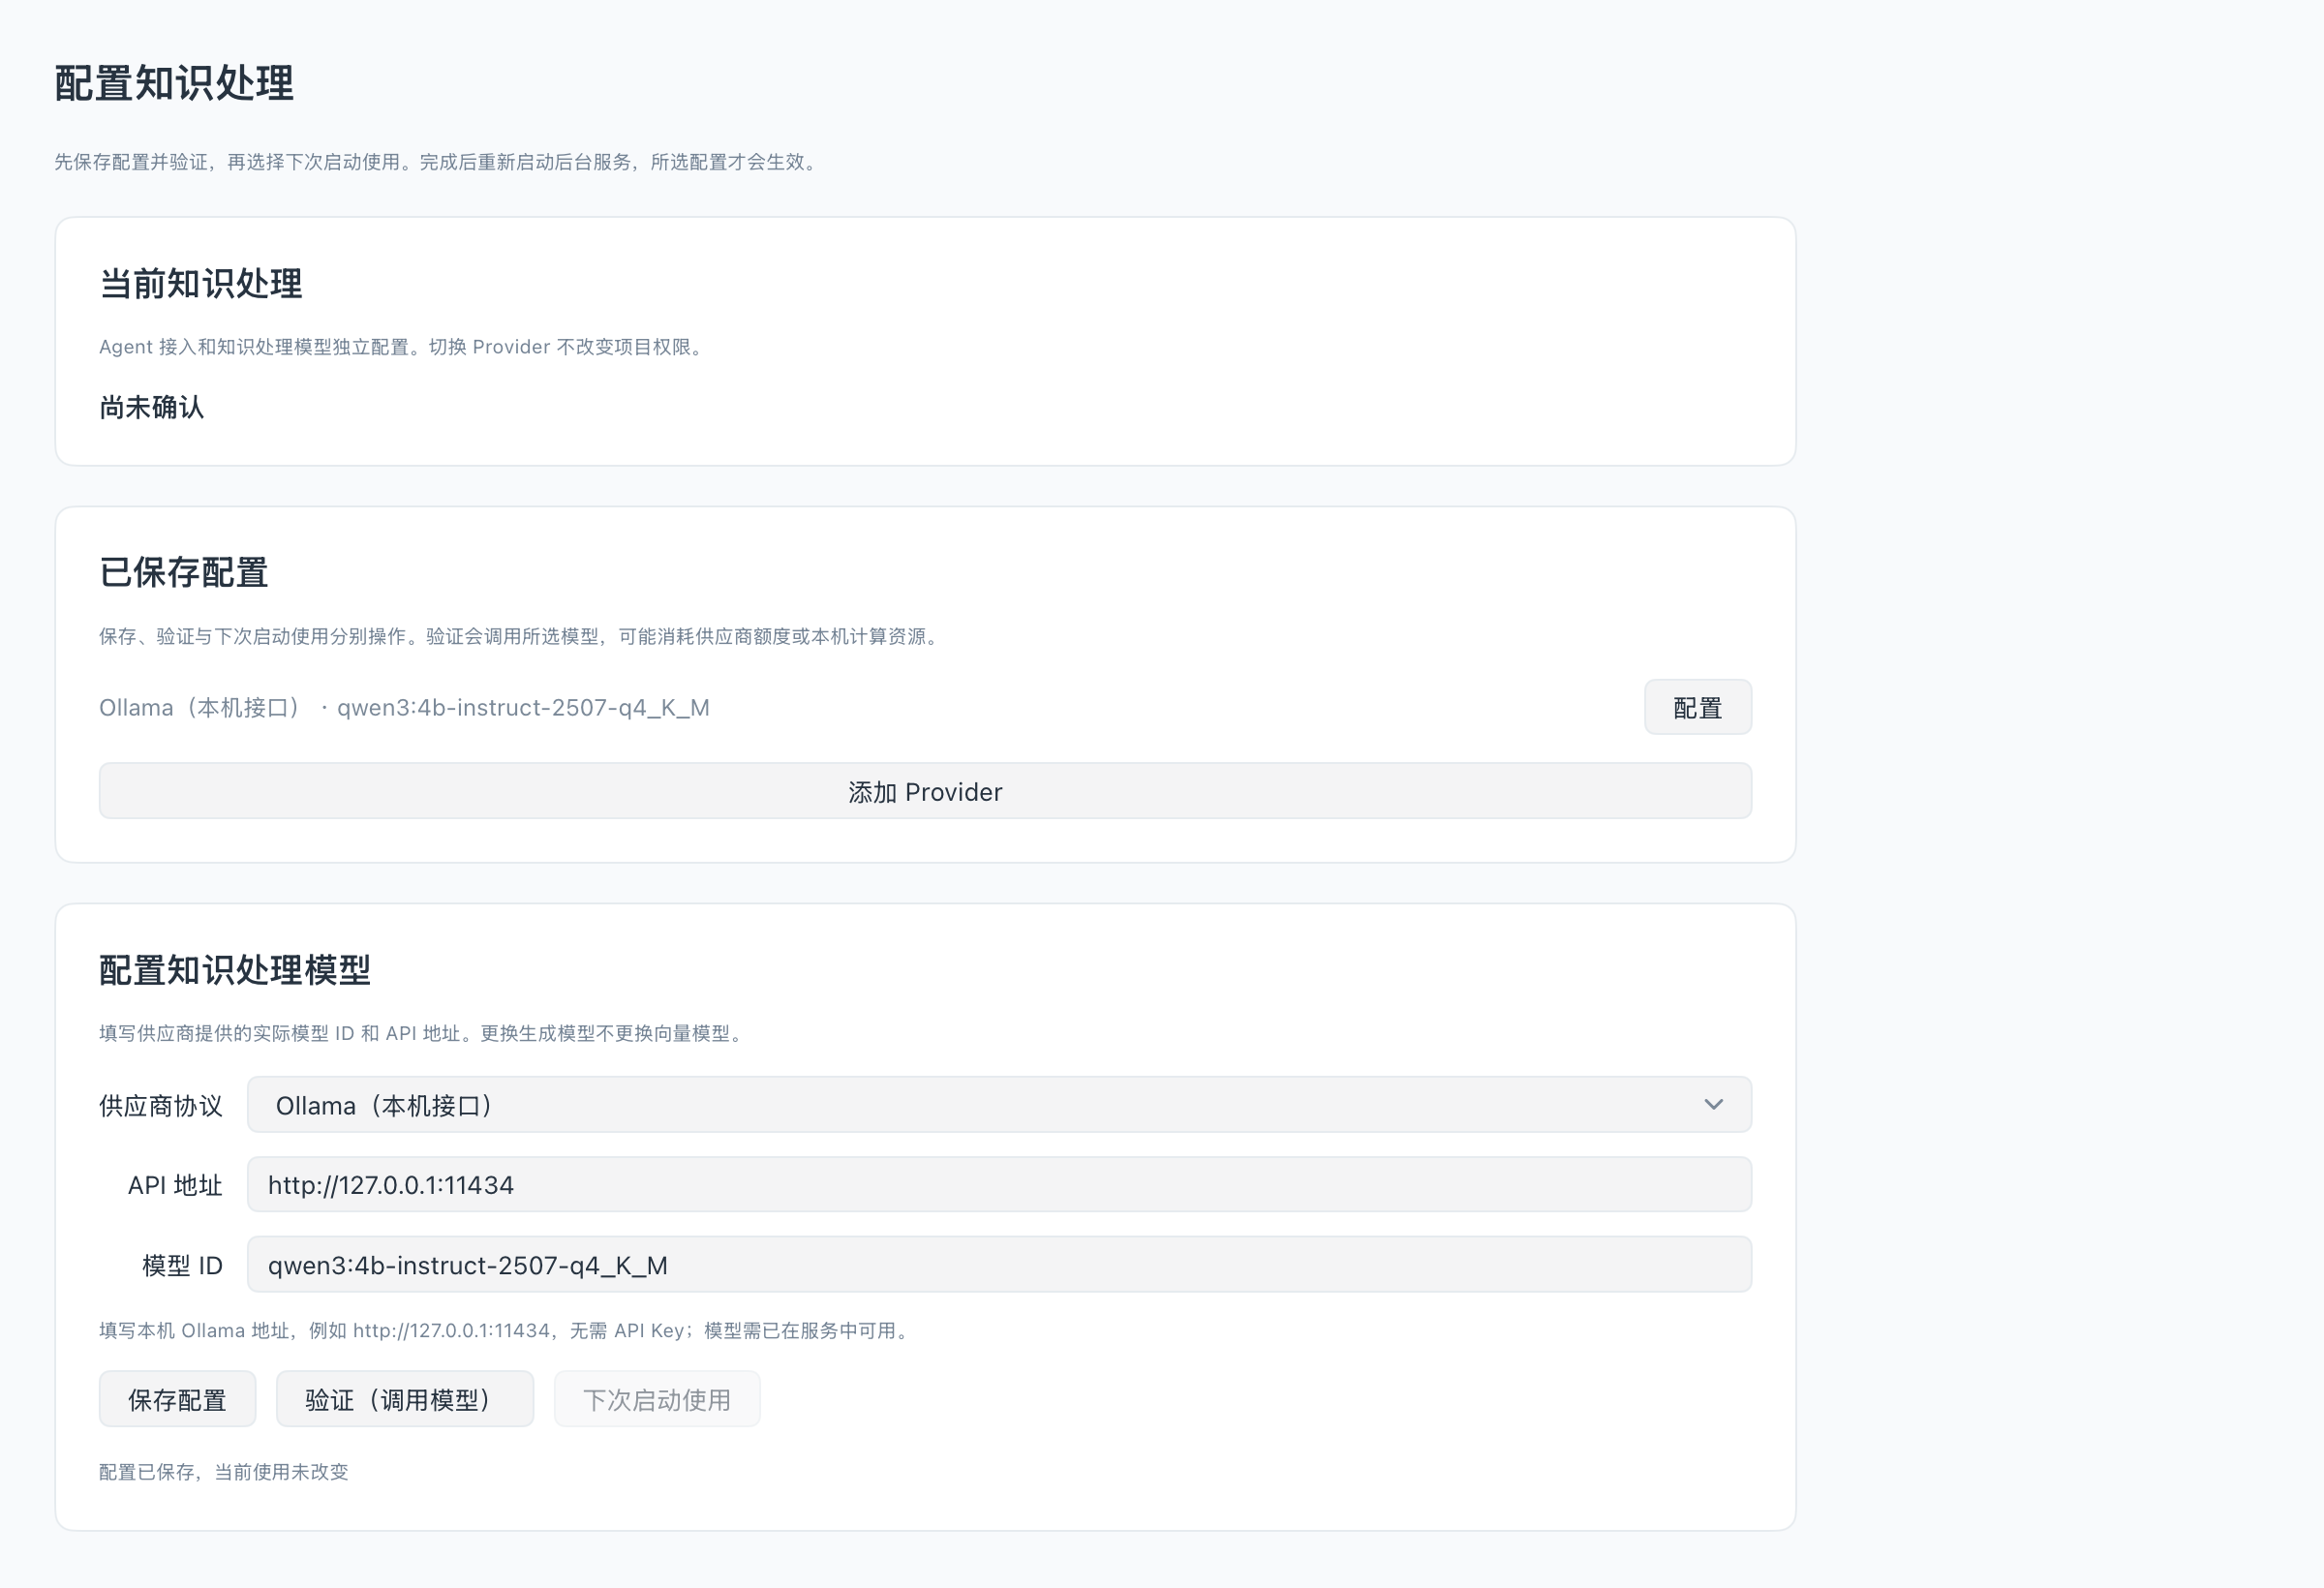 配置知识处理
先保存配置并验证，再选择下次启动使用。完成后重新启动后台服务，所选配置才会生效。
当前知识处理
Agent 接入和知识处理模型独立配置。切换 Provider 不改变项目权限。
尚未确认
已保存配置
保存、验证与下次启动使用分别操作。验证会调用所选模型，可能消耗供应商额度或本机计算资源。
Ollama（本机接口） · qwen3:4b-instruct-2507-q4_K_M
配置
添加 Provider
配置知识处理模型
填写供应商提供的实际模型 ID 和 API 地址。更换生成模型不更换向量模型。
供应商协议 Ollama（本机接口）
API 地址 http://127.0.0.1:11434
模型 ID qwen3:4b-instruct-2507-q4_K_M
填写本机 Ollama 地址，例如 http://127.0.0.1:11434，无需 API Key；模型需已在服务中可用。
保存配置 验证（调用模型） 下次启动使用
配置已保存，当前使用未改变